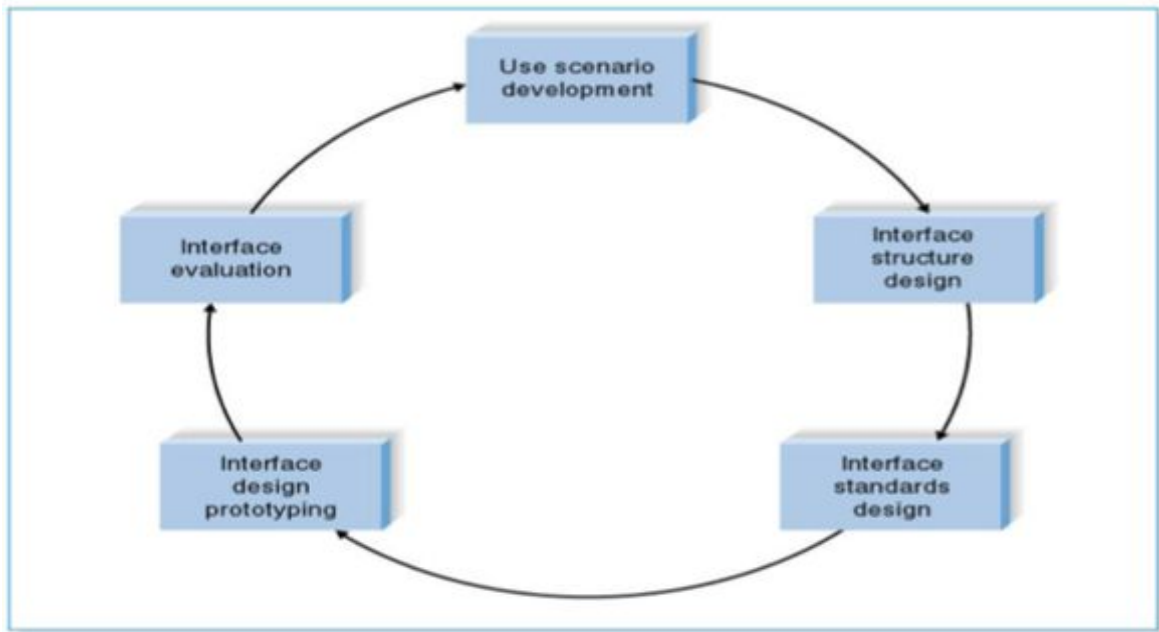 Use scenario
development
Interface
structure
design
Interface
standards
design
Interface
design
prototyping
Interface
evaluation